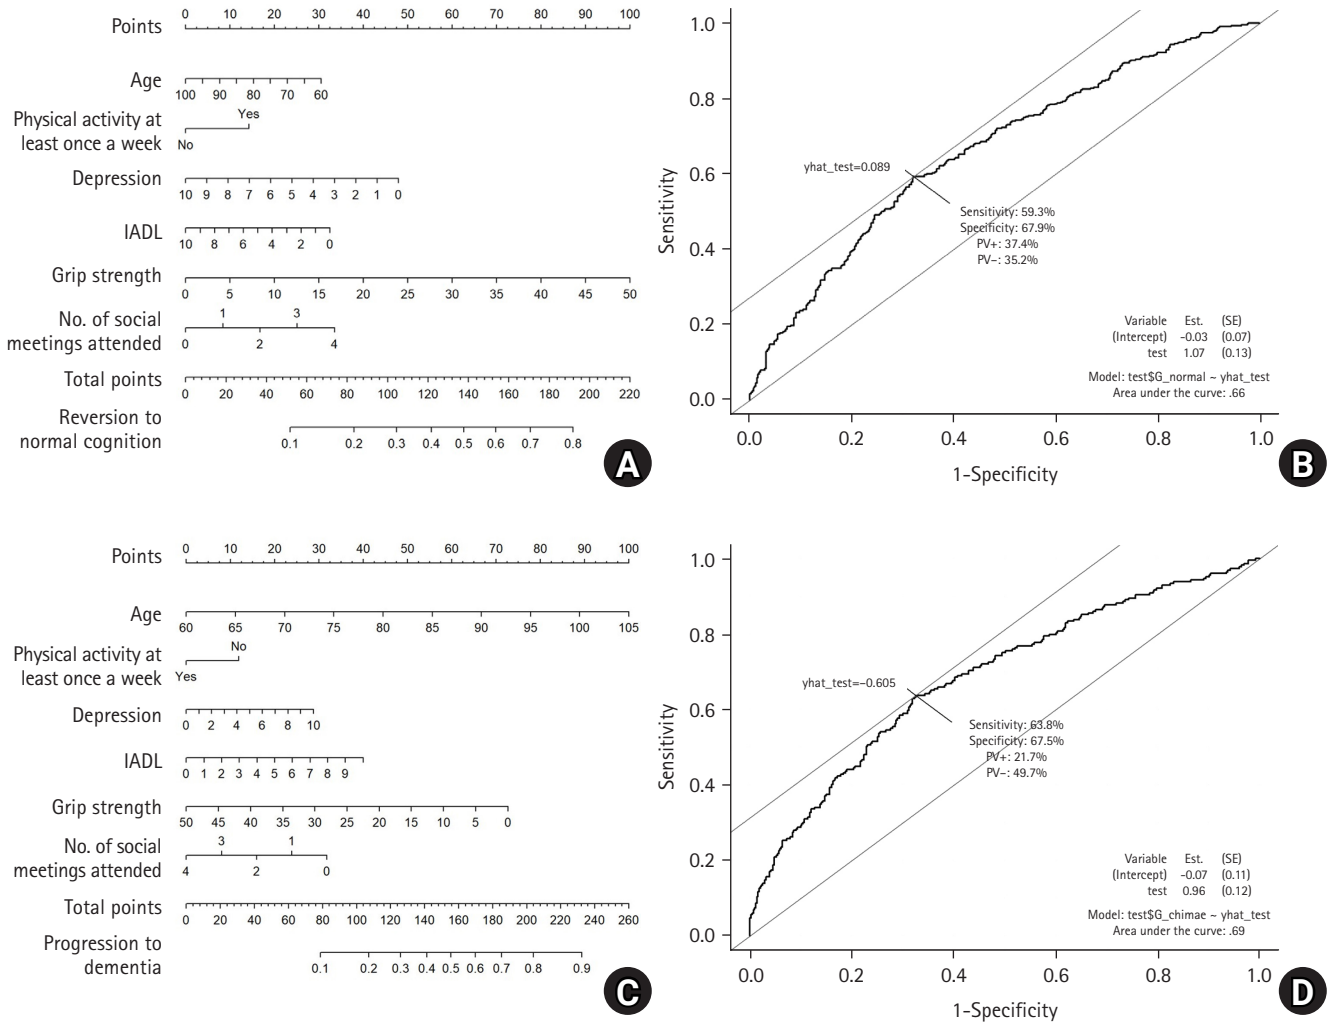 Points
0 10 20 30 40 50 60 70 80 90 100
Age
100 90 80 70 60
Physical activity at
least once a week
Yes
No
Depression
10 9 8 7 6 5 4 3 2 1 0
IADL
10 8 6 4 2 0
Grip strength
0 5 10 15 20 25 30 35 40 45 50
No. of social
meetings attended
1 3
0 2 4
Total points
0 20 40 60 80 100 120 140 160 180 200 220
Reversion to
normal cognition
0.1 0.2 0.3 0.4 0.5 0.6 0.7 0.8
A
1.0
0.8
0.6
0.4
0.2
0.0
Sensitivity
yhat_test=0.089
Sensitivity: 59.3%
Specificity: 67.9%
PV+: 37.4%
PV−: 35.2%
Variable Est. (SE)
(Intercept) -0.03 (0.07)
test 1.07 (0.13)
Model: test$G_normal ~ yhat_test
Area under the curve: .66
0.0 0.2 0.4 0.6 0.8 1.0
1-Specificity
B
Points
0 10 20 30 40 50 60 70 80 90 100
Age
60 65 70 75 80 85 90 95 100 105
Physical activity at
least once a week
No
Yes
Depression
0 2 4 6 8 10
IADL
0 1 2 3 4 5 6 7 8 9
Grip strength
50 45 40 35 30 25 20 15 10 5 0
No. of social
meetings attended
3 1
4 2 0
Total points
0 20 40 60 80 100 120 140 160 180 200 220 240 260
Progression to
dementia
0.1 0.2 0.3 0.4 0.5 0.6 0.7 0.8 0.9
C
1.0
0.8
0.6
0.4
0.2
0.0
Sensitivity
yhat_test=−0.605
Sensitivity: 63.8%
Specificity: 67.5%
PV+: 21.7%
PV−: 49.7%
Variable Est. (SE)
(Intercept) -0.07 (0.11)
test 0.96 (0.12)
Model: test$G_chimae ~ yhat_test
Area under the curve: .69
0.0 0.2 0.4 0.6 0.8 1.0
1-Specificity
D